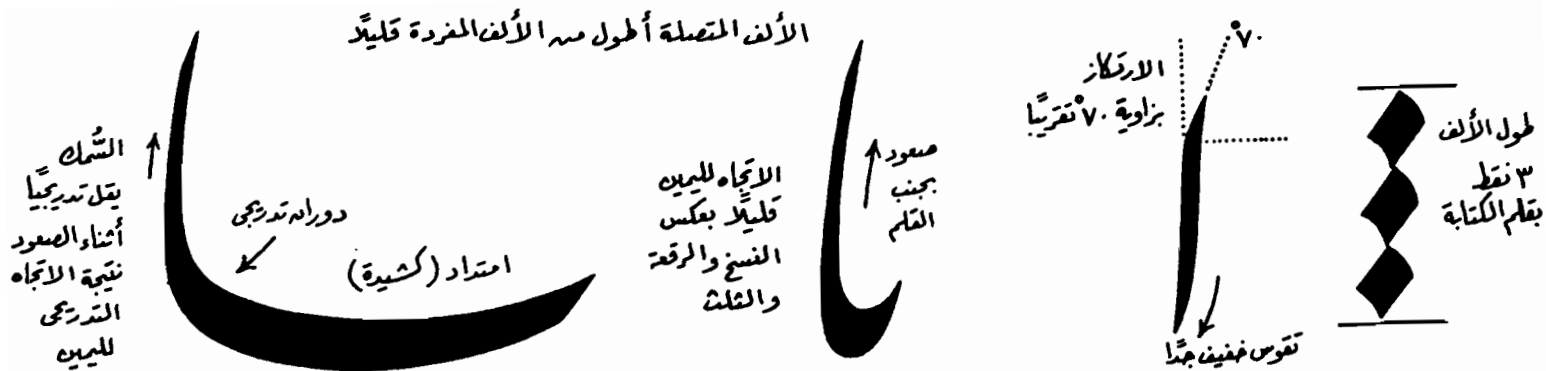 الألف المتصلة أطول من الألف المفردة قليلًا
طول الألف
٣ نقط
بقلم الكتابة
٧٠°
الارتكاز
بزاوية ٧٠° تقريبًا
تقوس خفيف جدًا
صعود
بجنب
القلم
الاتجاه لليمين
قليلًا بعكس
النسخ والرقعة
والثلث
امتداد (كشيدة)
دوران تدريجى
السُّمك
يقل تدريجيًا
أثناء الصعود
نتيجة الاتجاه
التدريجى
لليمين